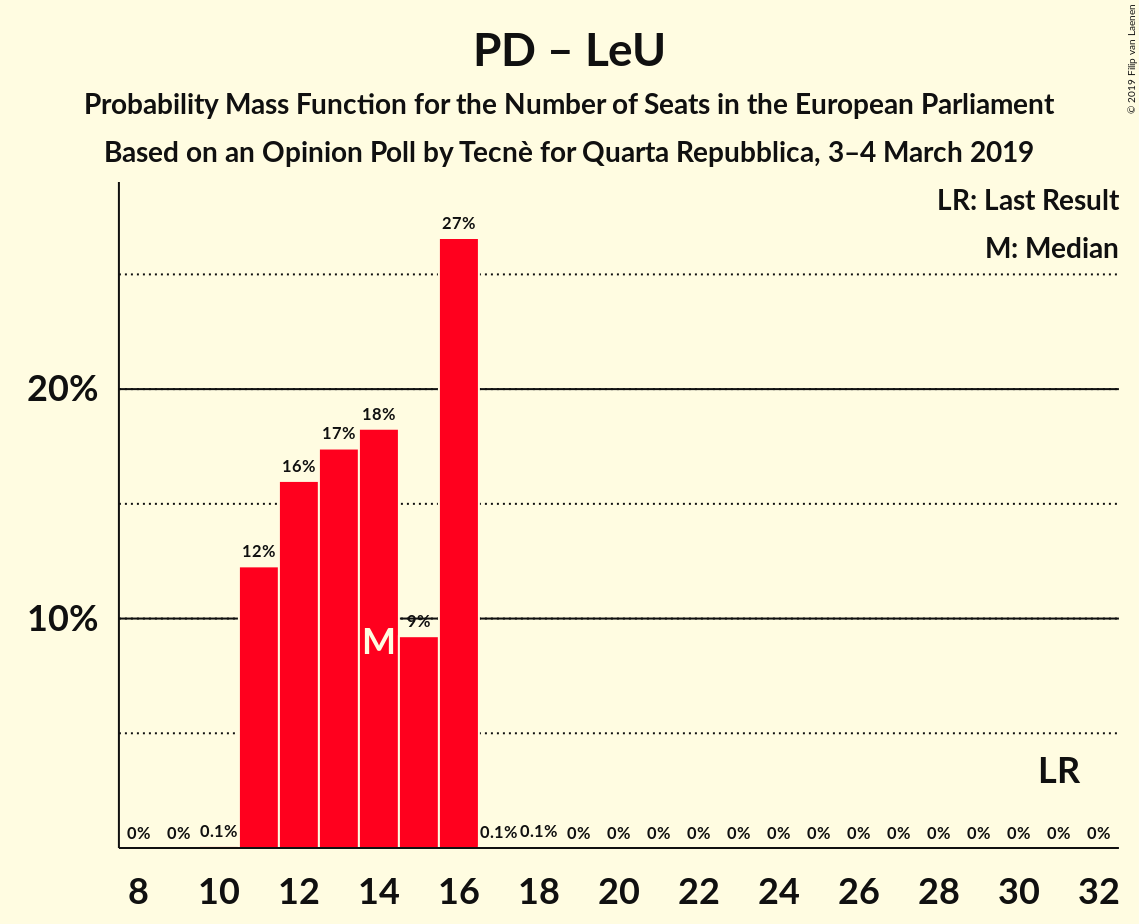 PD – LeU
Probability Mass Function for the Number of Seats in the European Parliament
Based on an Opinion Poll by Tecnè for Quarta Repubblica, 3–4 March 2019
© 2019 Filip van Laenen
LR: Last Result
M: Median
27%
20%
18%
17%
16%
12%
10%
9%
M
LR
0% 0% 0.1% 0.1% 0.1% 0% 0% 0% 0% 0% 0% 0% 0% 0% 0% 0% 0% 0% 0%
8 10 12 14 16 18 20 22 24 26 28 30 32